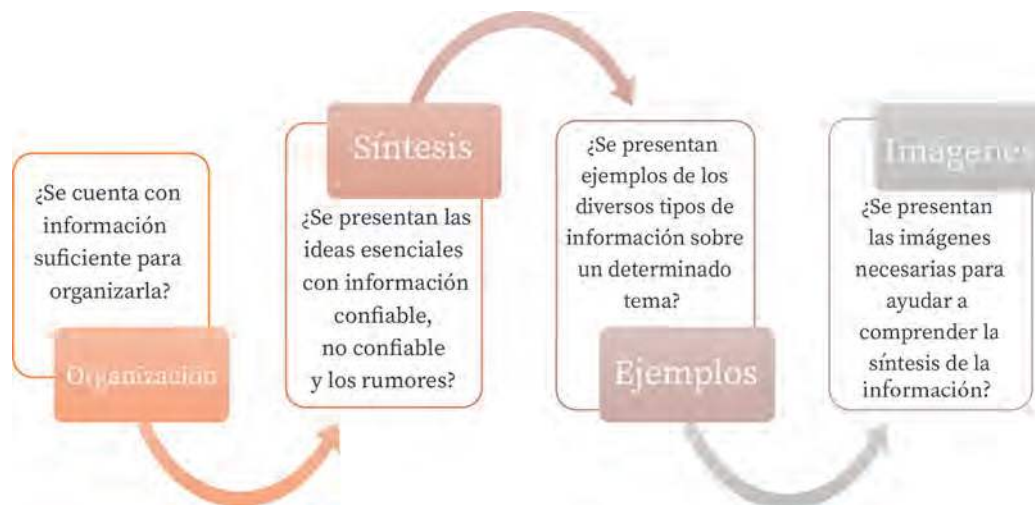 ¿Se cuenta con
información
suficiente para
organizarla?
Organización
Síntesis
¿Se presentan las
ideas esenciales
con información
confiable,
no confiable
y los rumores?
¿Se presentan
ejemplos de los
diversos tipos de
información sobre
un determinado
tema?
Ejemplos
Imágenes
¿Se presentan
las imágenes
necesarias para
ayudar a
comprender la
síntesis de la
información?